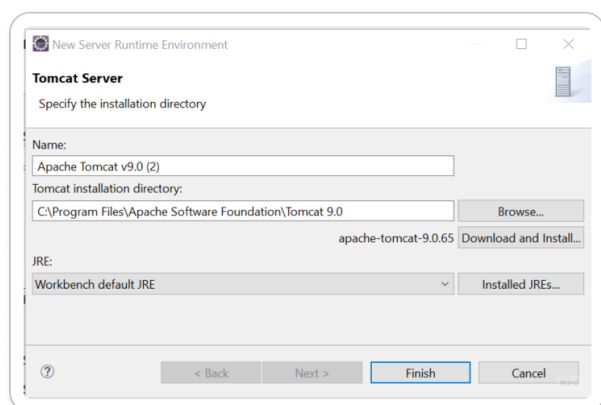 New Server Runtime Environment
Tomcat Server
Specify the installation directory
Name:
Apache Tomcat v9.0 (2)
Tomcat installation directory:
C:\Program Files\Apache Software Foundation\Tomcat 9.0
Browse...
apache-tomcat-9.0.65
Download and Install...
JRE:
Workbench default JRE
Installed JREs...
?
< Back
Next >
Finish
Cancel
miro